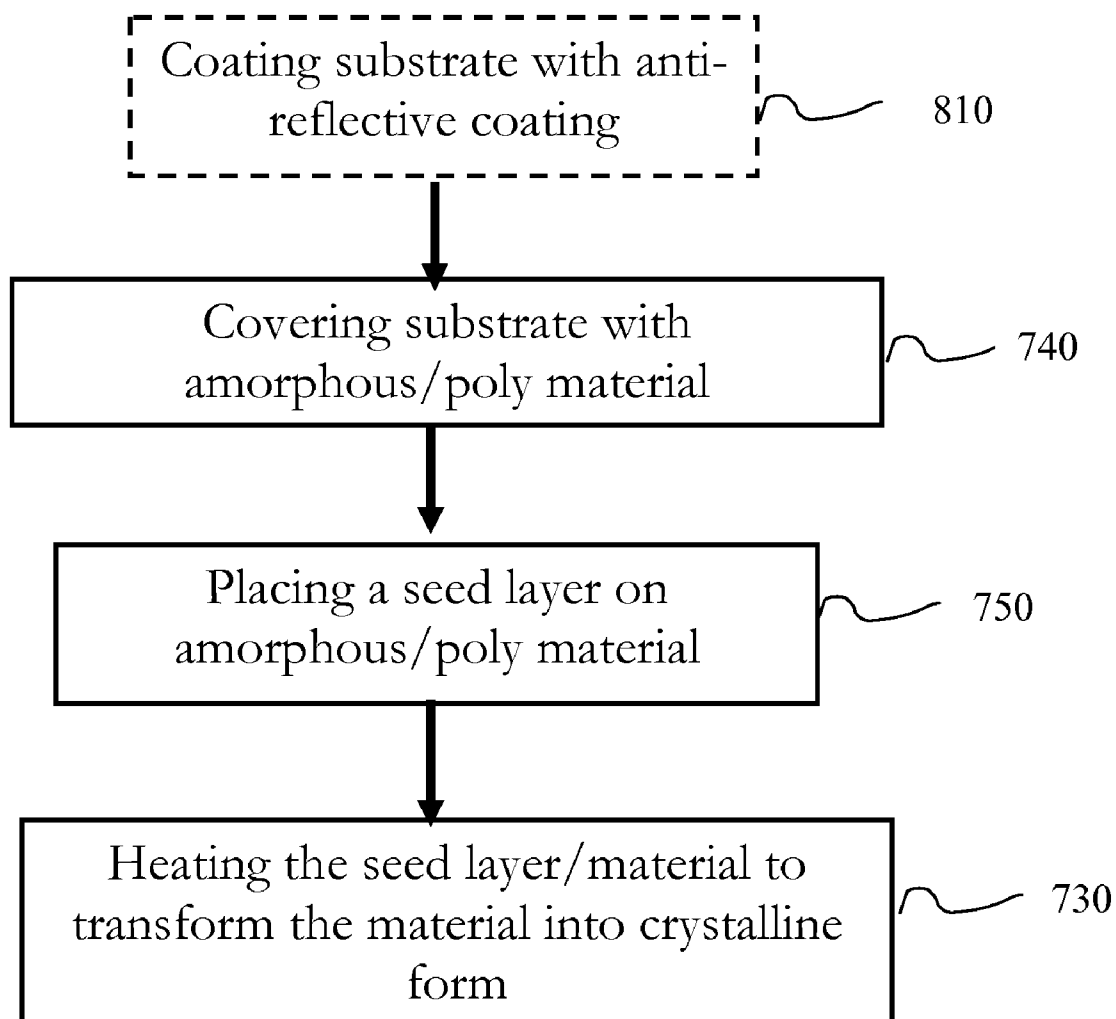 Coating substrate with anti-
reflective coating
810
Covering substrate with
amorphous/poly material
740
Placing a seed layer on
amorphous/poly material
750
Heating the seed layer/material to
transform the material into crystalline
form
730